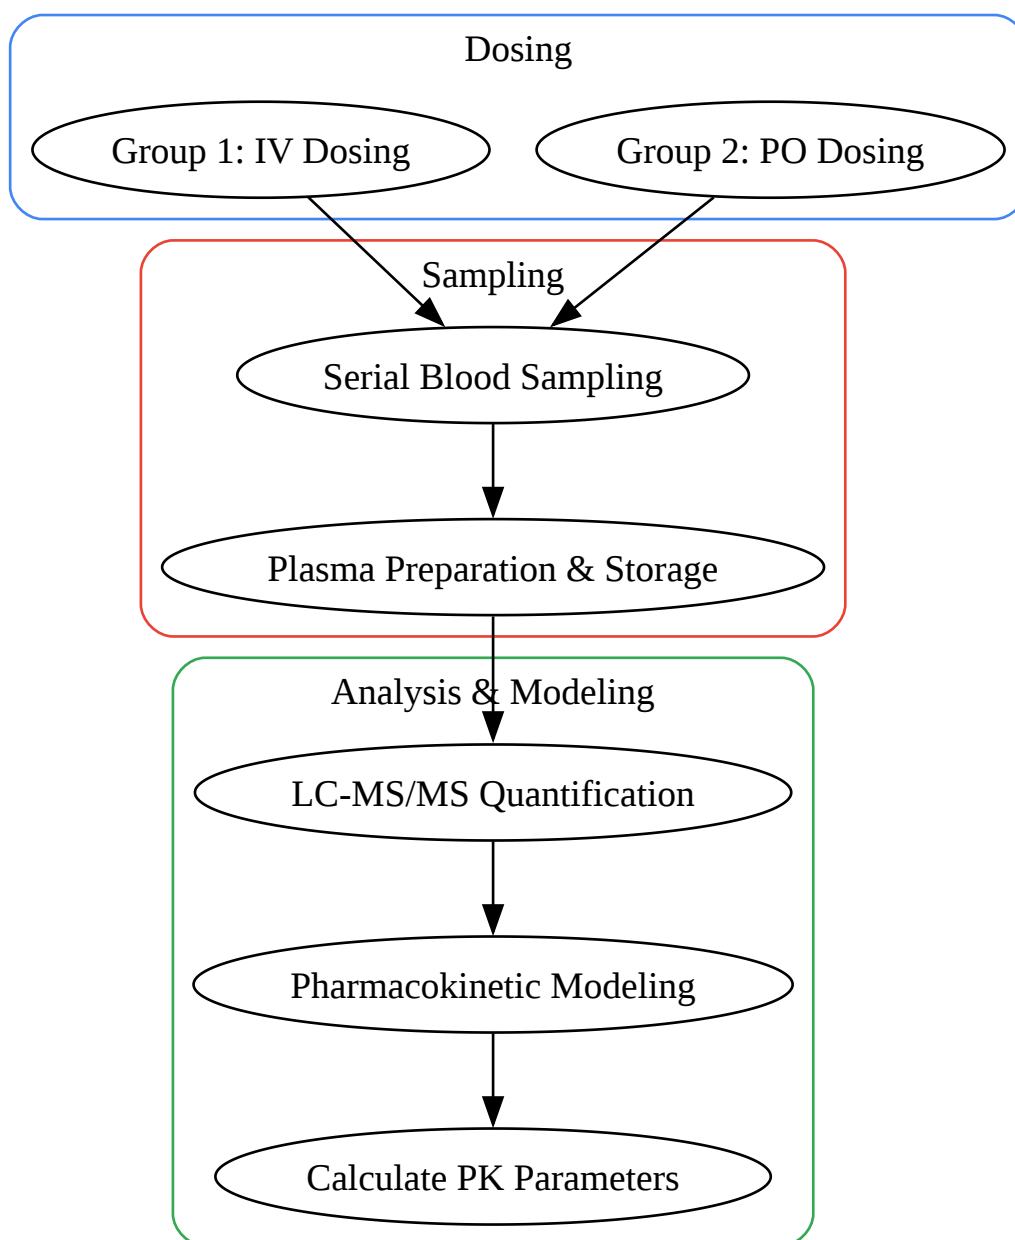 Dosing
Group 1: IV Dosing
Group 2: PO Dosing
Sampling
Serial Blood Sampling
Plasma Preparation & Storage
Analysis & Modeling
LC-MS/MS Quantification
Pharmacokinetic Modeling
Calculate PK Parameters